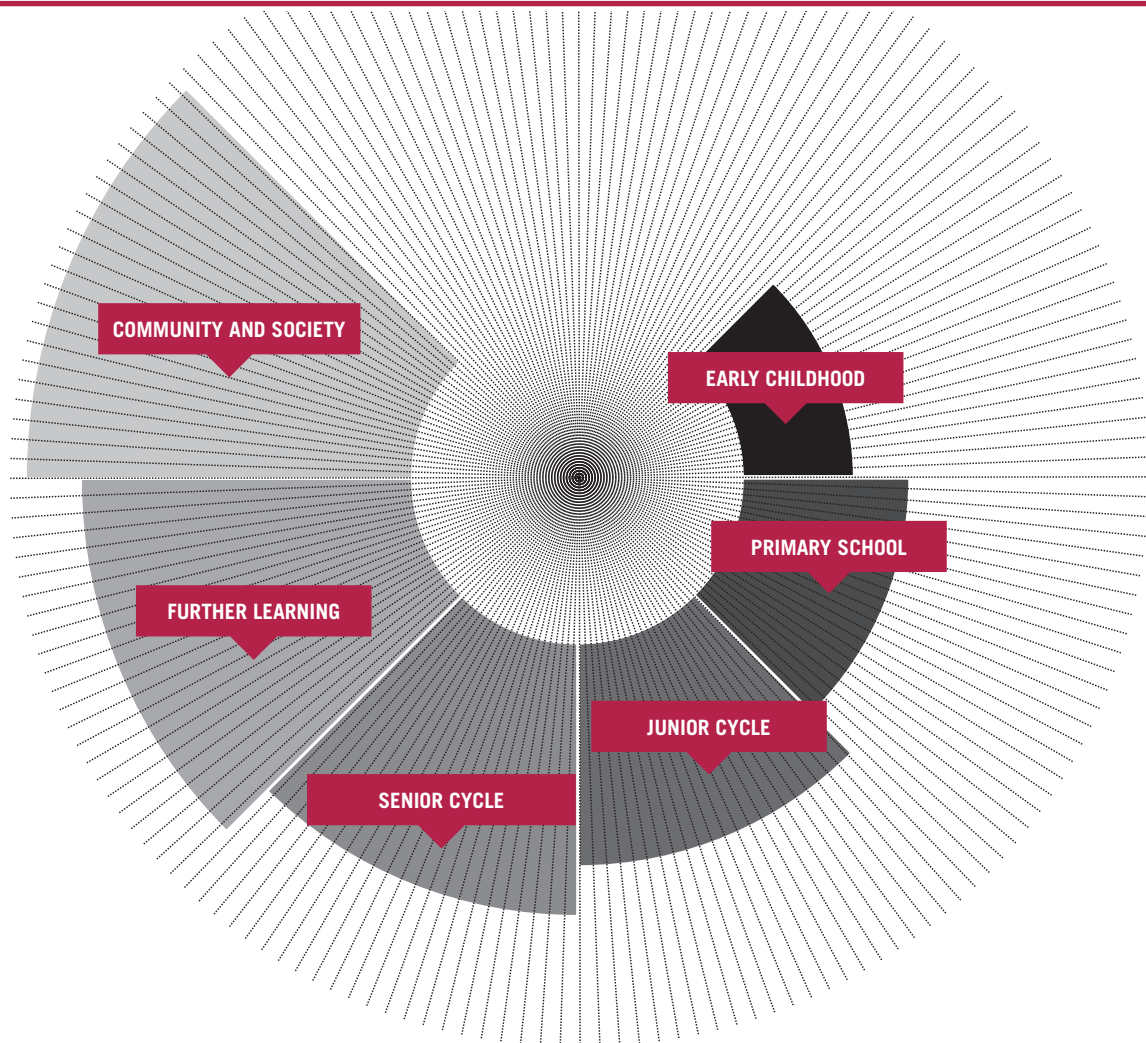 COMMUNITY AND SOCIETY
EARLY CHILDHOOD
PRIMARY SCHOOL
FURTHER LEARNING
JUNIOR CYCLE
SENIOR CYCLE